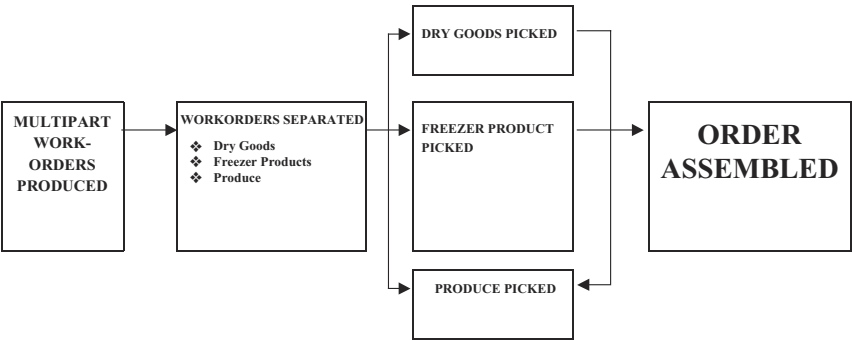 MULTIPART
WORK-
ORDERS
PRODUCED
WORKORDERS SEPARATED
❖ Dry Goods
❖ Freezer Products
❖ Produce
DRY GOODS PICKED
FREEZER PRODUCT
PICKED
PRODUCE PICKED
ORDER
ASSEMBLED